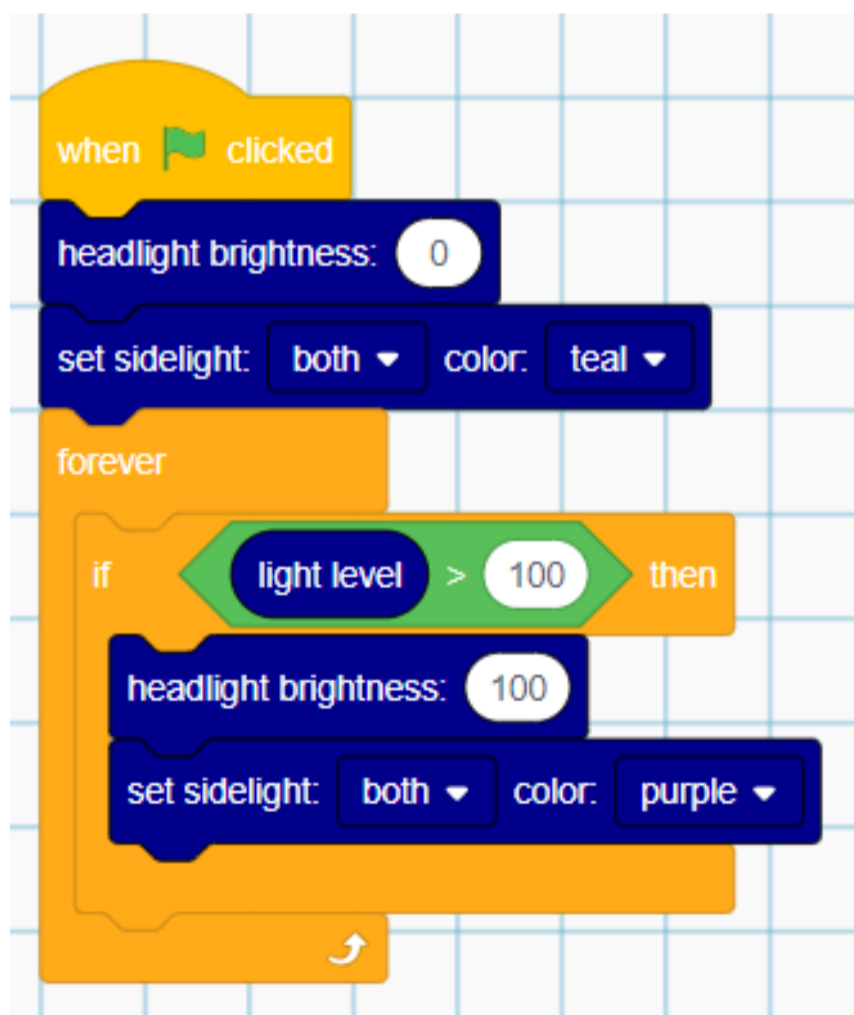 when clicked
headlight brightness: 0
set sidelight: both color: teal
forever
if light level > 100 then
headlight brightness: 100
set sidelight: both color: purple